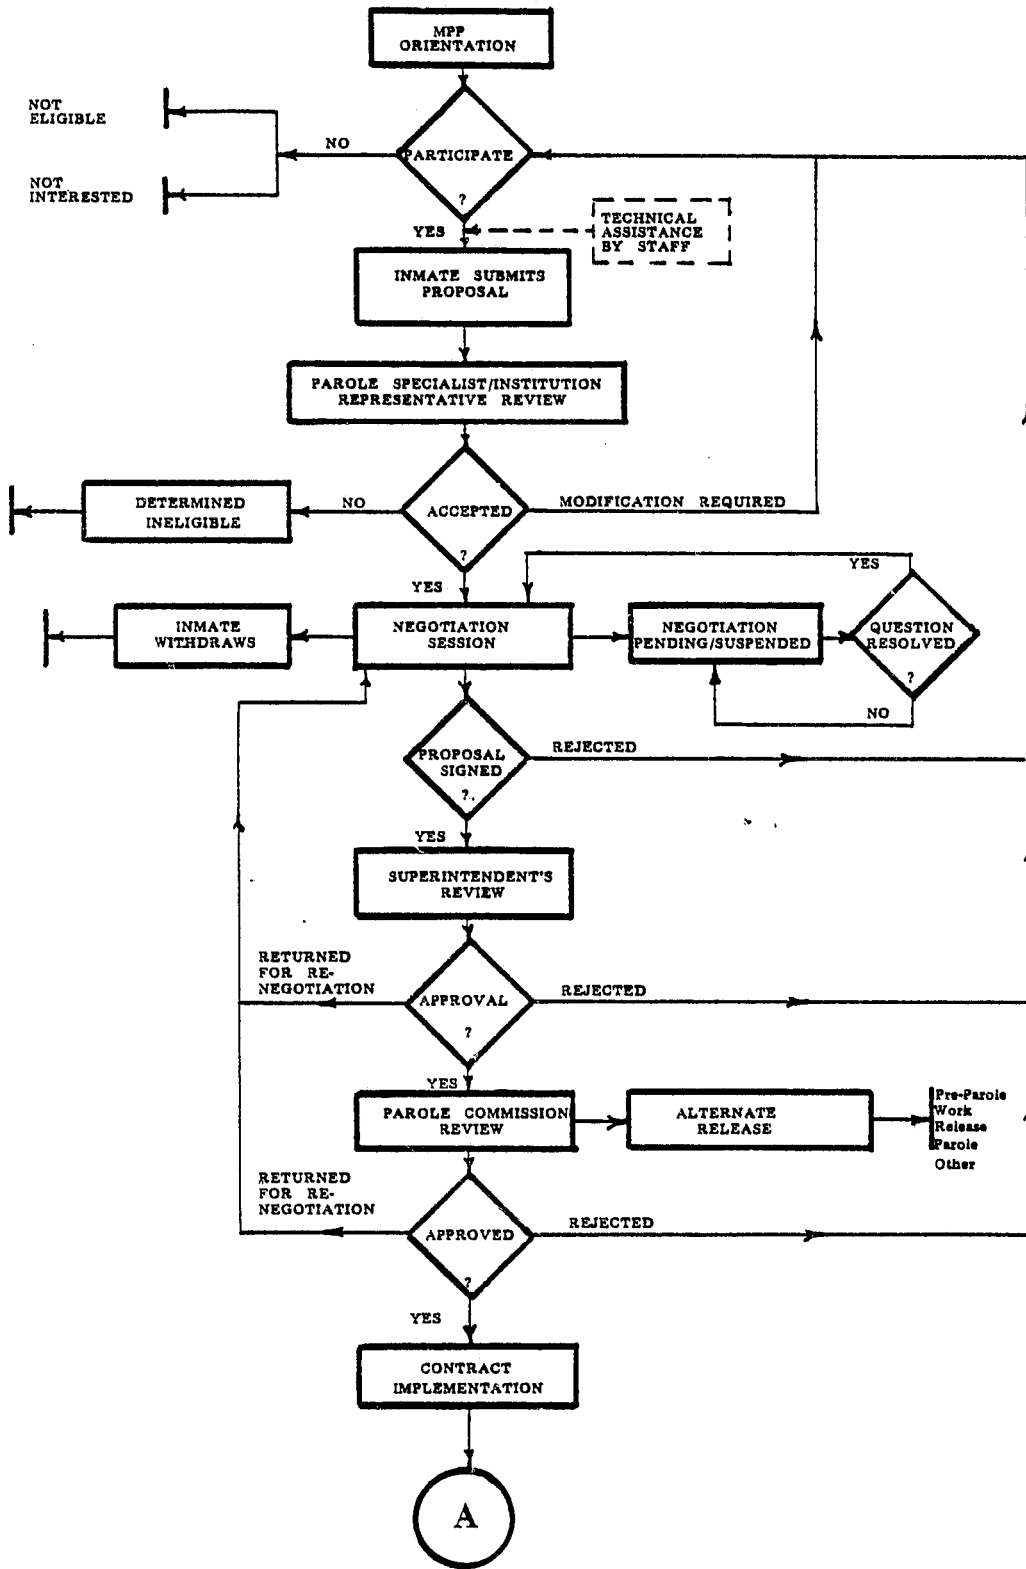 MPP
ORIENTATION
NOT
ELIGIBLE
NO
PARTICIPATE
?
NOT
INTERESTED
YES
TECHNICAL
ASSISTANCE
BY STAFF
INMATE SUBMITS
PROPOSAL
PAROLE SPECIALIST/INSTITUTION
REPRESENTATIVE REVIEW
DETERMINED
INELIGIBLE
NO
ACCEPTED
?
MODIFICATION REQUIRED
YES
YES
INMATE
WITHDRAWS
NEGOTIATION
SESSION
NEGOTIATION
PENDING/SUSPENDED
QUESTION
RESOLVED
?
NO
PROPOSAL
SIGNED
?
REJECTED
YES
SUPERINTENDENT'S
REVIEW
RETURNED
FOR RE-
NEGOTIATION
APPROVAL
?
REJECTED
YES
PAROLE COMMISSION
REVIEW
ALTERNATE
RELEASE
Pre-Parole
Work
Release
Parole
Other
RETURNED
FOR RE-
NEGOTIATION
APPROVED
?
REJECTED
YES
CONTRACT
IMPLEMENTATION
A